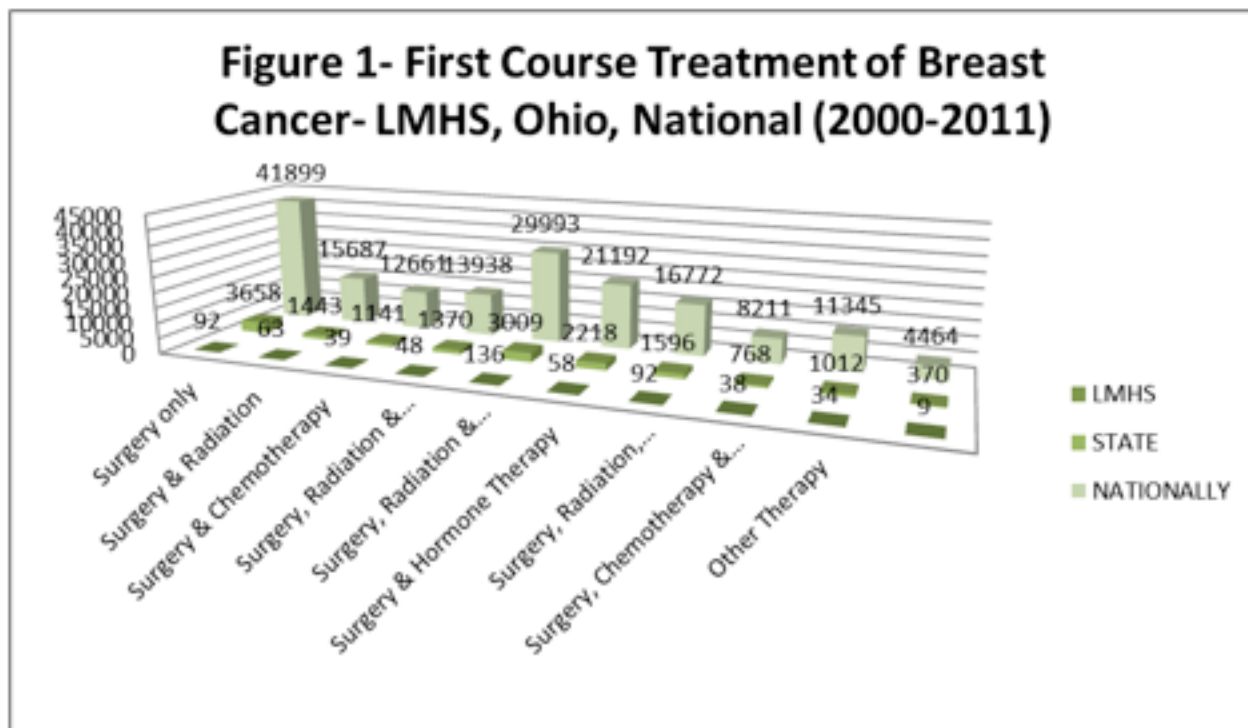 Figure 1- First Course Treatment of Breast
Cancer- LMHS, Ohio, National (2000-2011)
45000
40000
35000
30000
25000
20000
15000
10000
5000
0
41899
15687
12661
13938
29993
21192
16772
8211
11345
4464
3658
1443
1141
1370
3009
2218
1596
768
1012
370
92
63
39
48
136
58
92
38
34
9
Surgery only
Surgery & Radiation
Surgery & Chemotherapy
Surgery, Radiation &...
Surgery, Radiation &...
Surgery & Hormone Therapy
Surgery, Radiation,...
Surgery, Chemotherapy &...
Other Therapy
LMHS
STATE
NATIONALLY